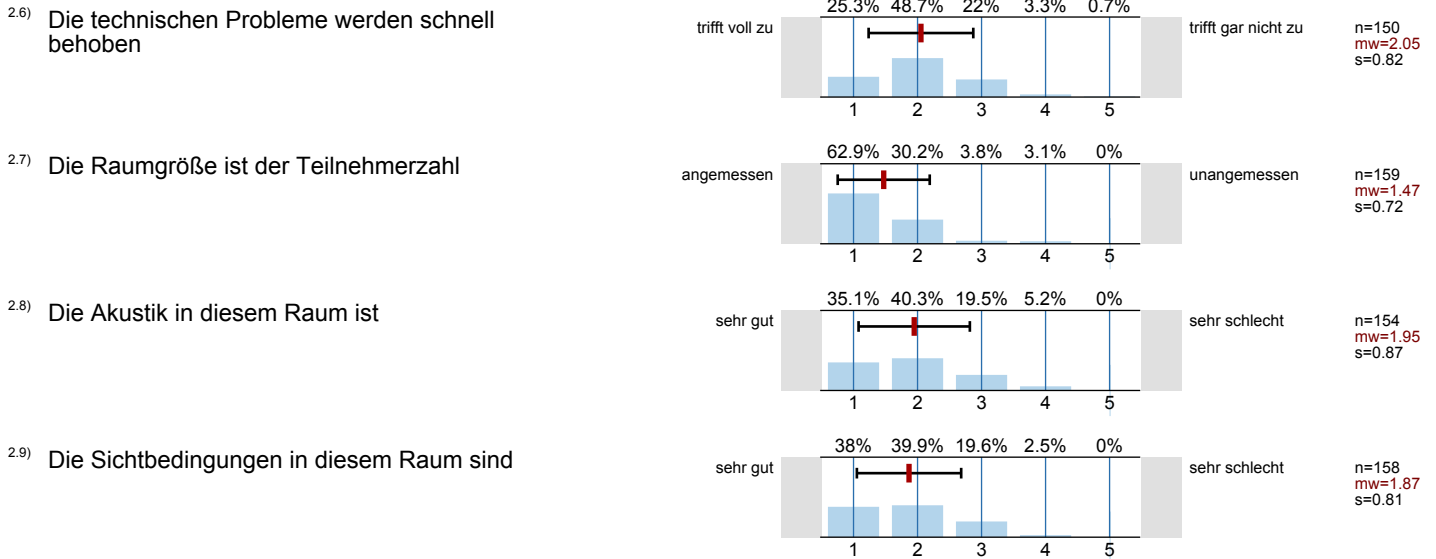 2.6) Die technischen Probleme werden schnell
behoben
25.3% 48.7% 22% 3.3% 0.7%
trifft voll zu
trifft gar nicht zu
n=150
mw=2.05
s=0.82
1 2 3 4 5
2.7) Die Raumgröße ist der Teilnehmerzahl
62.9% 30.2% 3.8% 3.1% 0%
angemessen
unangemessen
n=159
mw=1.47
s=0.72
1 2 3 4 5
2.8) Die Akustik in diesem Raum ist
35.1% 40.3% 19.5% 5.2% 0%
sehr gut
sehr schlecht
n=154
mw=1.95
s=0.87
1 2 3 4 5
2.9) Die Sichtbedingungen in diesem Raum sind
38% 39.9% 19.6% 2.5% 0%
sehr gut
sehr schlecht
n=158
mw=1.87
s=0.81
1 2 3 4 5